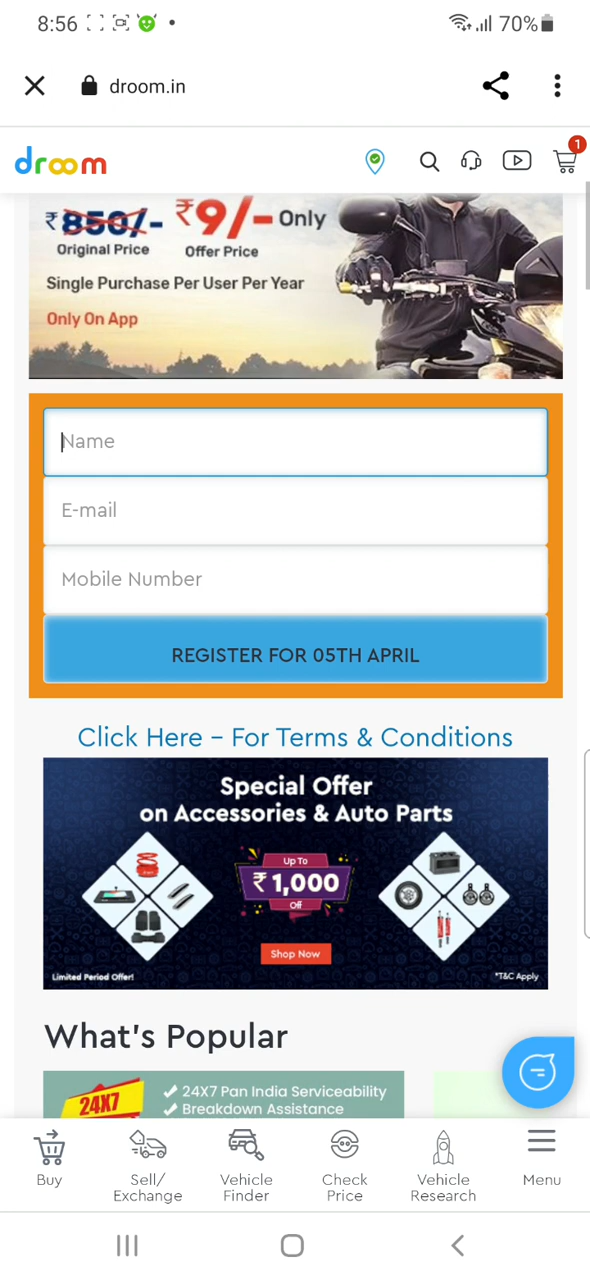 8:56
70%
droom.in
droom
1
₹850/- ₹9/- Only
Original Price Offer Price
Single Purchase Per User Per Year
Only On App
Name
E-mail
Mobile Number
REGISTER FOR 05TH APRIL
Click Here - For Terms & Conditions
Special Offer
on Accessories & Auto Parts
Up To
₹1,000
Off
Shop Now
Limited Period Offer!
*T&C Apply
What's Popular
24X7
24X7 Pan India Serviceability
Breakdown Assistance
Buy
Sell/
Exchange
Vehicle
Finder
Check
Price
Vehicle
Research
Menu